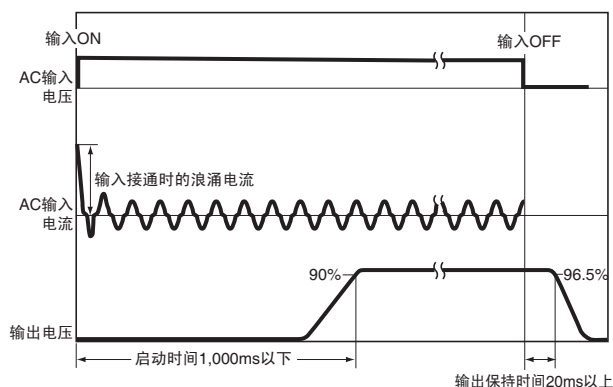 输入ON
输入OFF
AC输入
电压
输入接通时的浪涌电流
AC输入
电流
90%
96.5%
输出电压
启动时间1,000ms以下
输出保持时间20ms以上